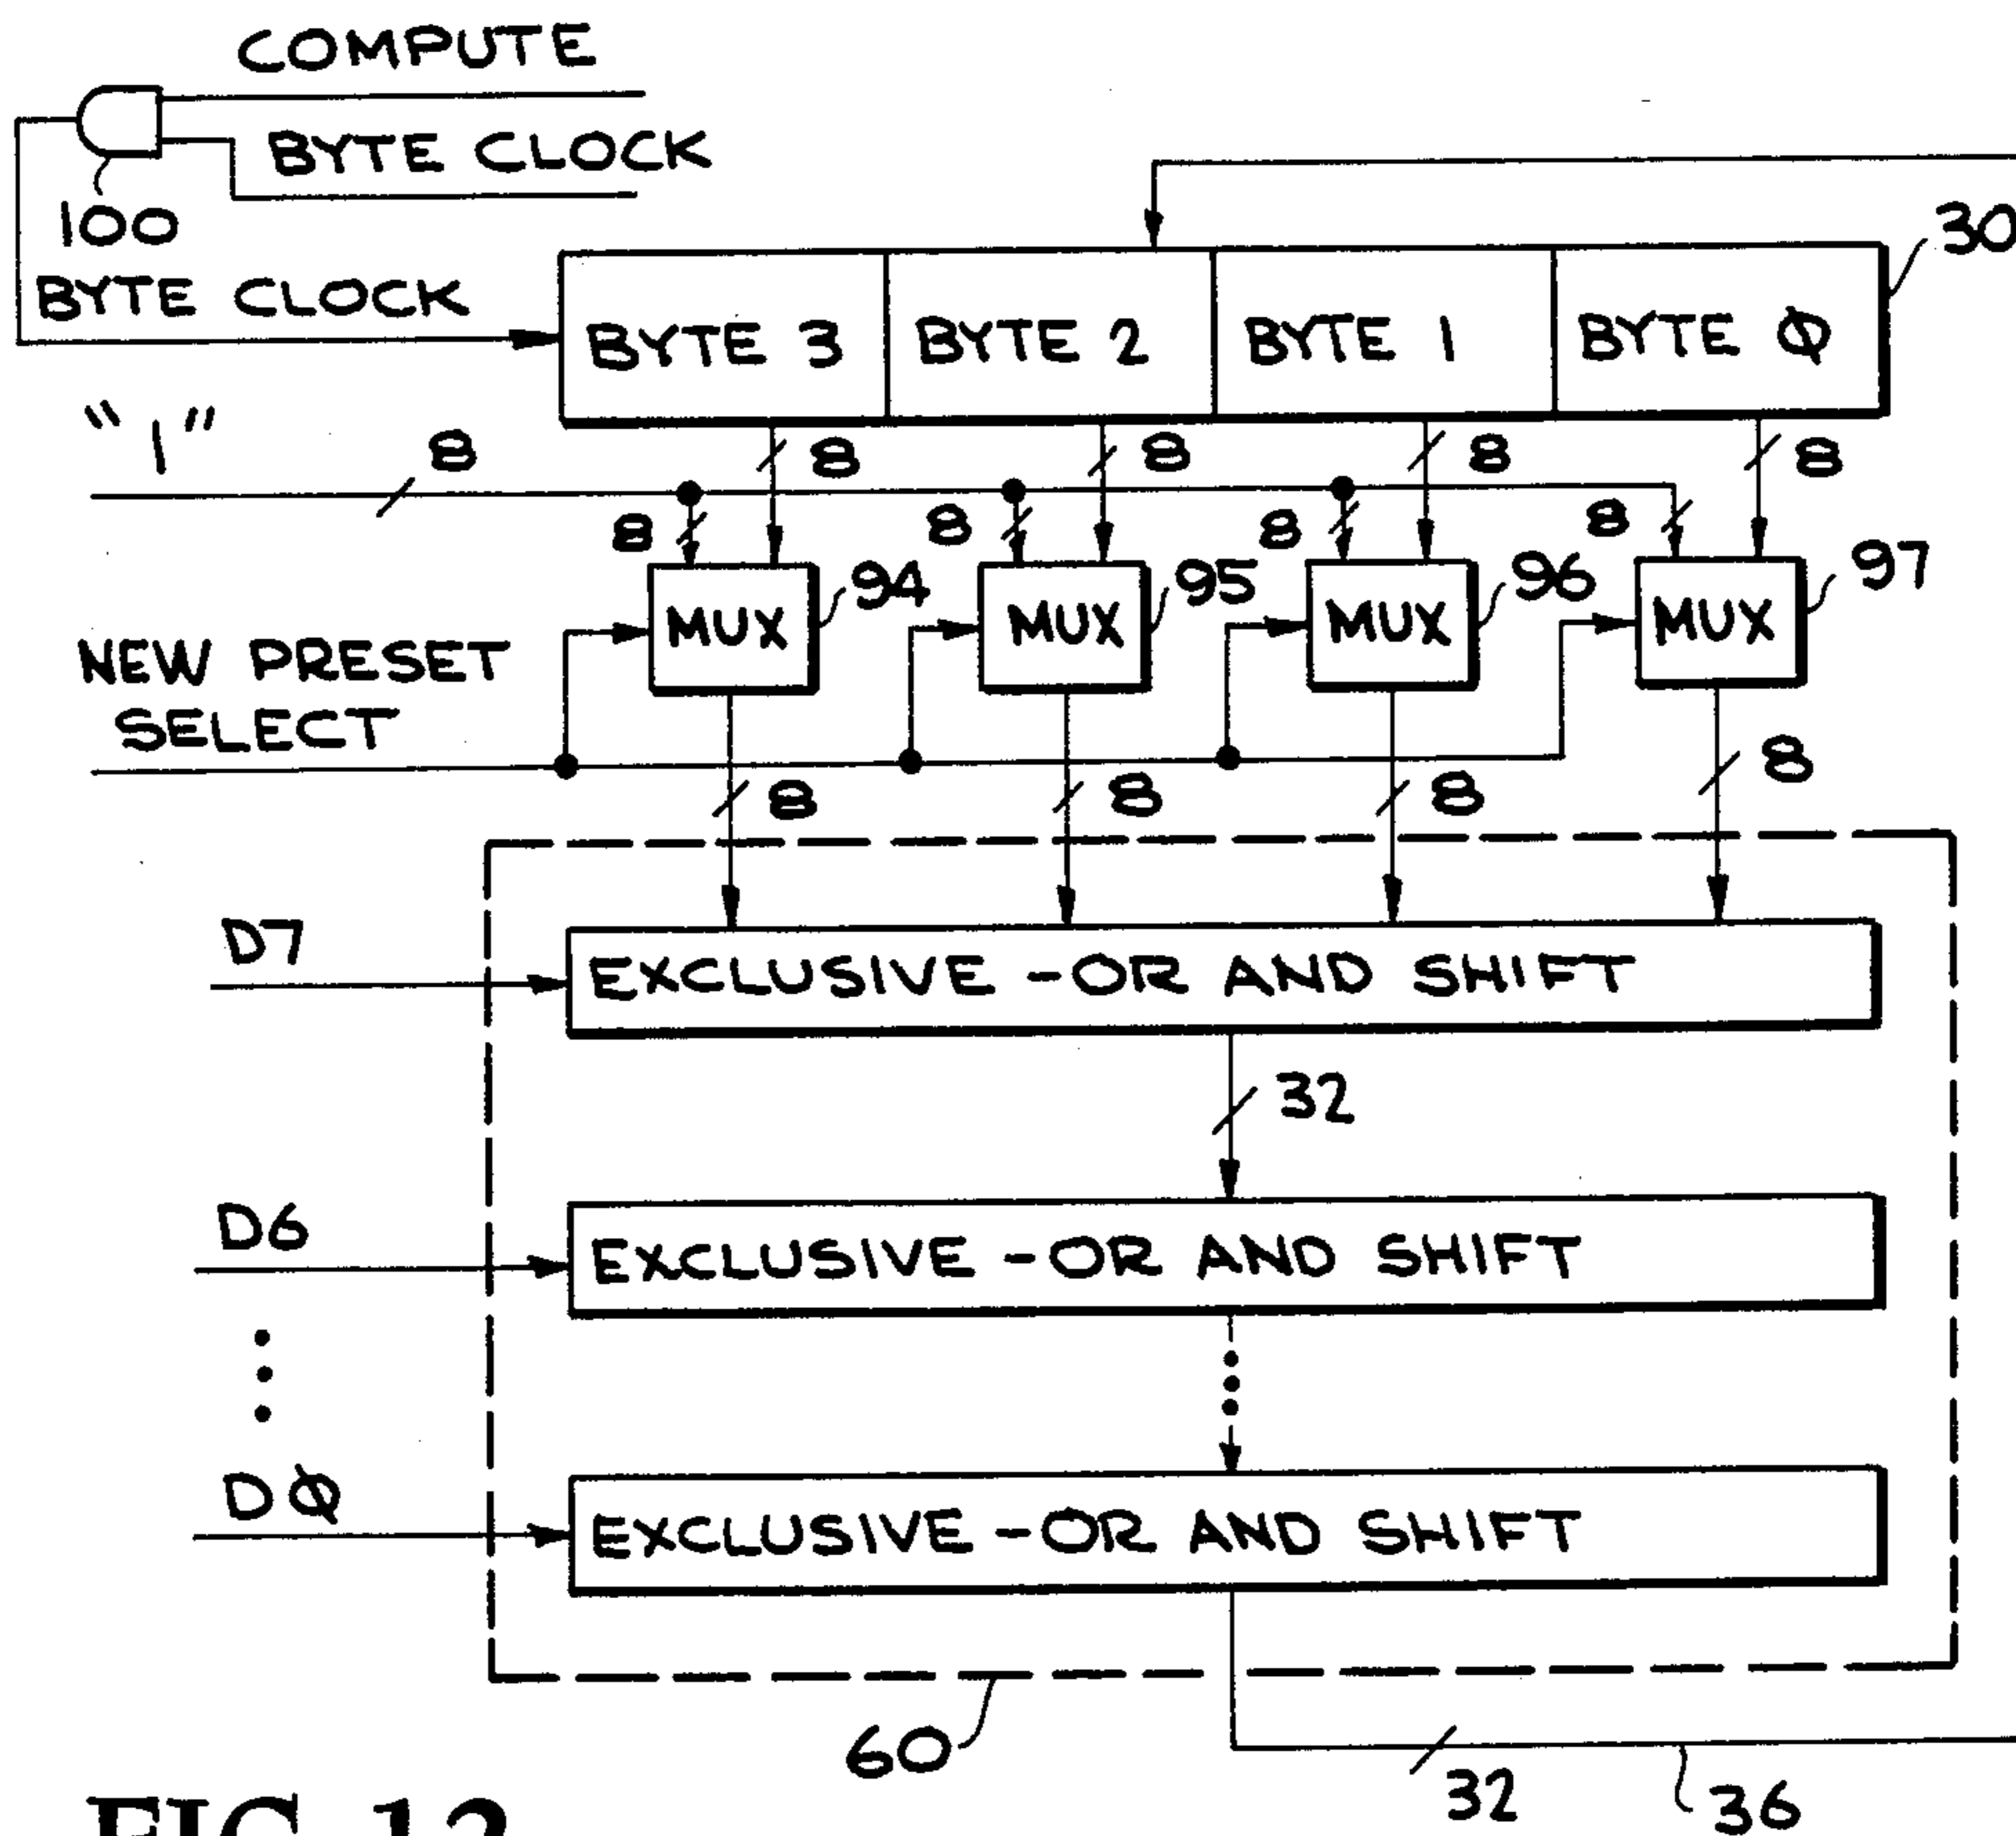 COMPUTE
BYTE CLOCK
100
BYTE CLOCK
30
BYTE 3 BYTE 2 BYTE 1 BYTE Φ
"1"
8 8 8 8 8
8 8 8 8
MUX 94 MUX 95 MUX 96 MUX 97
NEW PRESET
SELECT
8 8 8 8
D7
EXCLUSIVE-OR AND SHIFT
32
D6
EXCLUSIVE-OR AND SHIFT
DΦ
EXCLUSIVE-OR AND SHIFT
60
32 36
FIG. 12